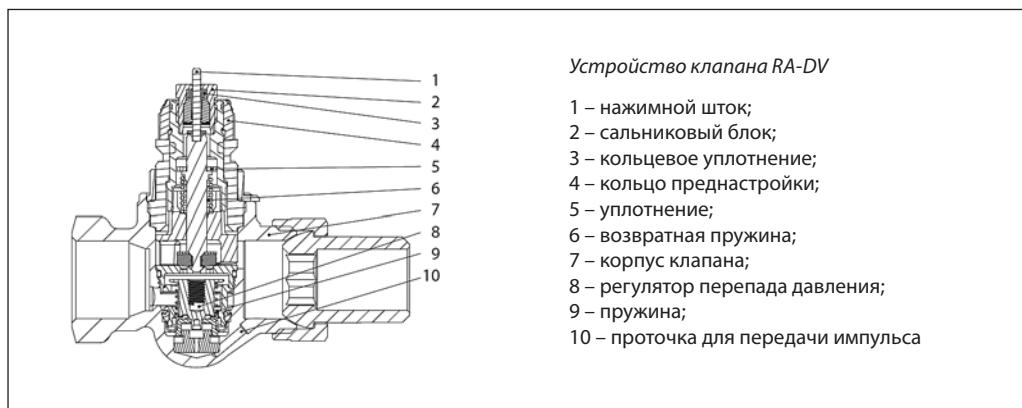 Устройство клапана RA-DV
1
2
3
4
5
6
7
8
9
10
1 – нажимной шток;
2 – сальниковый блок;
3 – кольцевое уплотнение;
4 – кольцо преднастройки;
5 – уплотнение;
6 – возвратная пружина;
7 – корпус клапана;
8 – регулятор перепада давления;
9 – пружина;
10 – проточка для передачи импульса